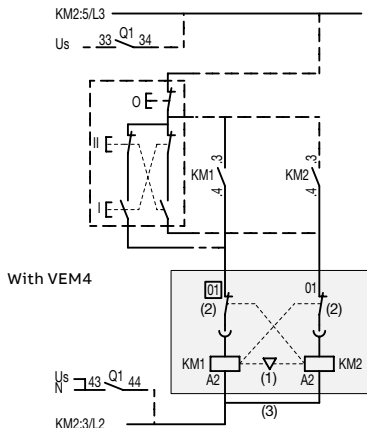 KM2:5/L3
Us 33 Q1 34
O
II
I
KM1 .3 .4
KM2 .3 .4
With VEM4
01 01
(2) (2)
KM1 (1) KM2
A2 A2
(3)
Us
N 43 Q1 44
KM2:3/L2